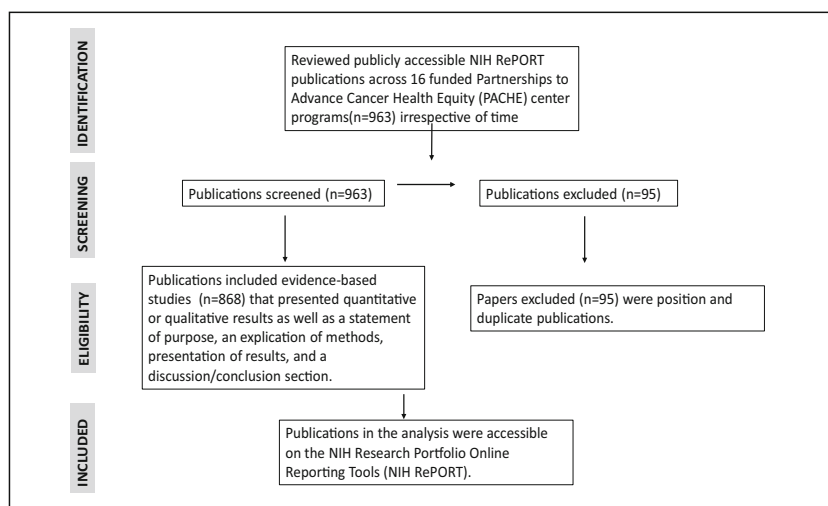 IDENTIFICATION
Reviewed publicly accessible NIH RePORT
publications across 16 funded Partnerships to
Advance Cancer Health Equity (PACHE) center
programs(n=963) irrespective of time
SCREENING
Publications screened (n=963)
Publications excluded (n=95)
ELIGIBILITY
Publications included evidence-based
studies (n=868) that presented quantitative
or qualitative results as well as a statement
of purpose, an explication of methods,
presentation of results, and a
discussion/conclusion section.
Papers excluded (n=95) were position and
duplicate publications.
INCLUDED
Publications in the analysis were accessible
on the NIH Research Portfolio Online
Reporting Tools (NIH RePORT).